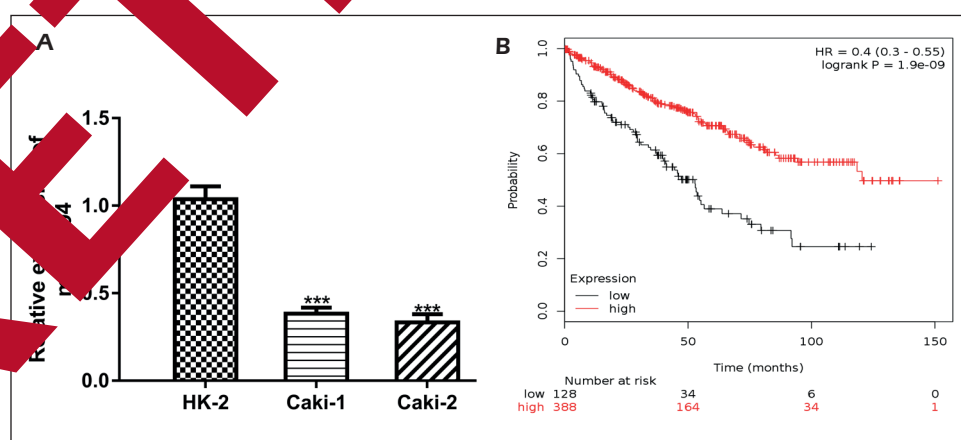 A
1.5
1.0
0.5
0.0
of
***
***
HK-2
Caki-1
Caki-2
B
HR = 0.4 (0.3 - 0.55)
logrank P = 1.9e-09
Probability
1.0
0.8
0.6
0.4
0.2
0.0
Expression
low
high
0
50
100
150
Time (months)
Number at risk
low 128 34 6 0
high 388 164 34 1